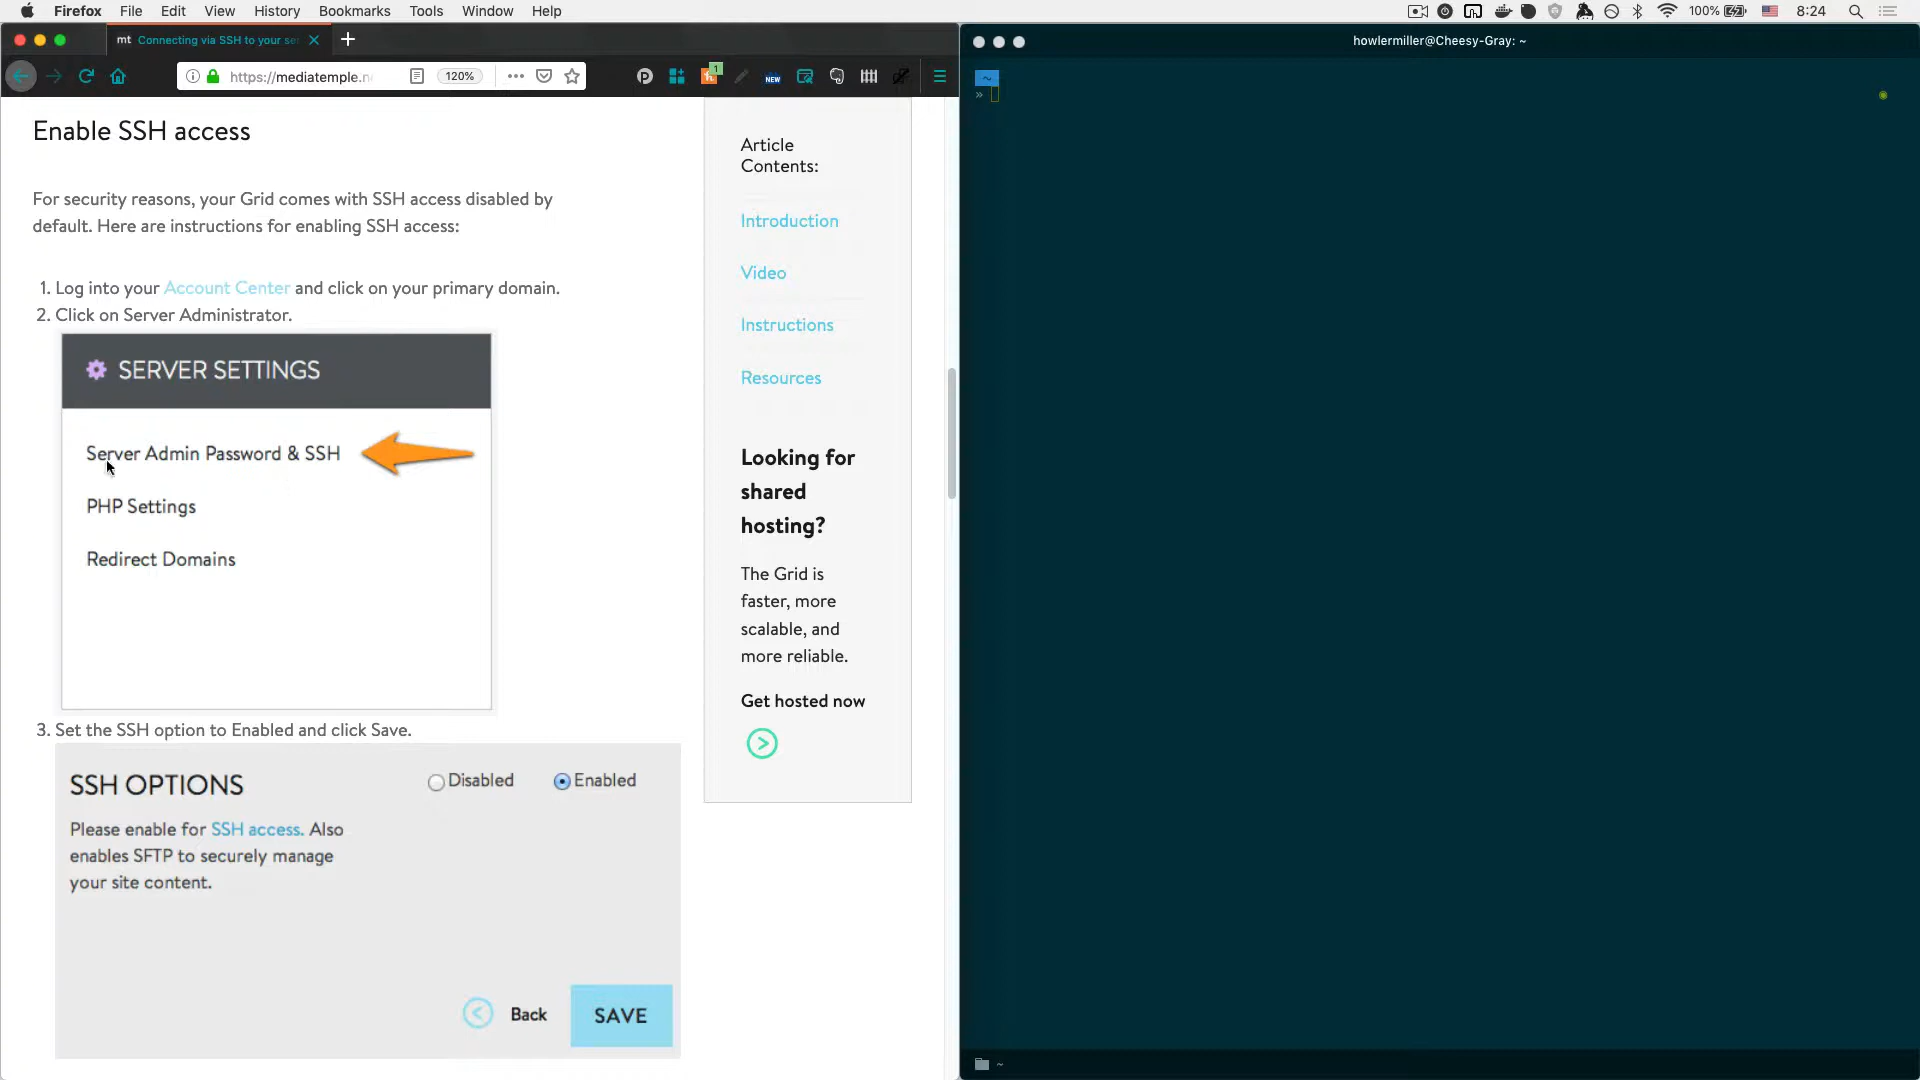 Firefox File Edit View History Bookmarks Tools Window Help
100% 8:24
mt Connecting via SSH to your se
https://mediatemple.n 120%
1
NEW
howlermiller@Cheesy-Gray: ~
~
»
Enable SSH access
For security reasons, your Grid comes with SSH access disabled by
default. Here are instructions for enabling SSH access:
1. Log into your Account Center and click on your primary domain.
2. Click on Server Administrator.
SERVER SETTINGS
Server Admin Password & SSH
PHP Settings
Redirect Domains
3. Set the SSH option to Enabled and click Save.
SSH OPTIONS
Disabled Enabled
Please enable for SSH access. Also
enables SFTP to securely manage
your site content.
Back SAVE
Article
Contents:
Introduction
Video
Instructions
Resources
Looking for
shared
hosting?
The Grid is
faster, more
scalable, and
more reliable.
Get hosted now
~